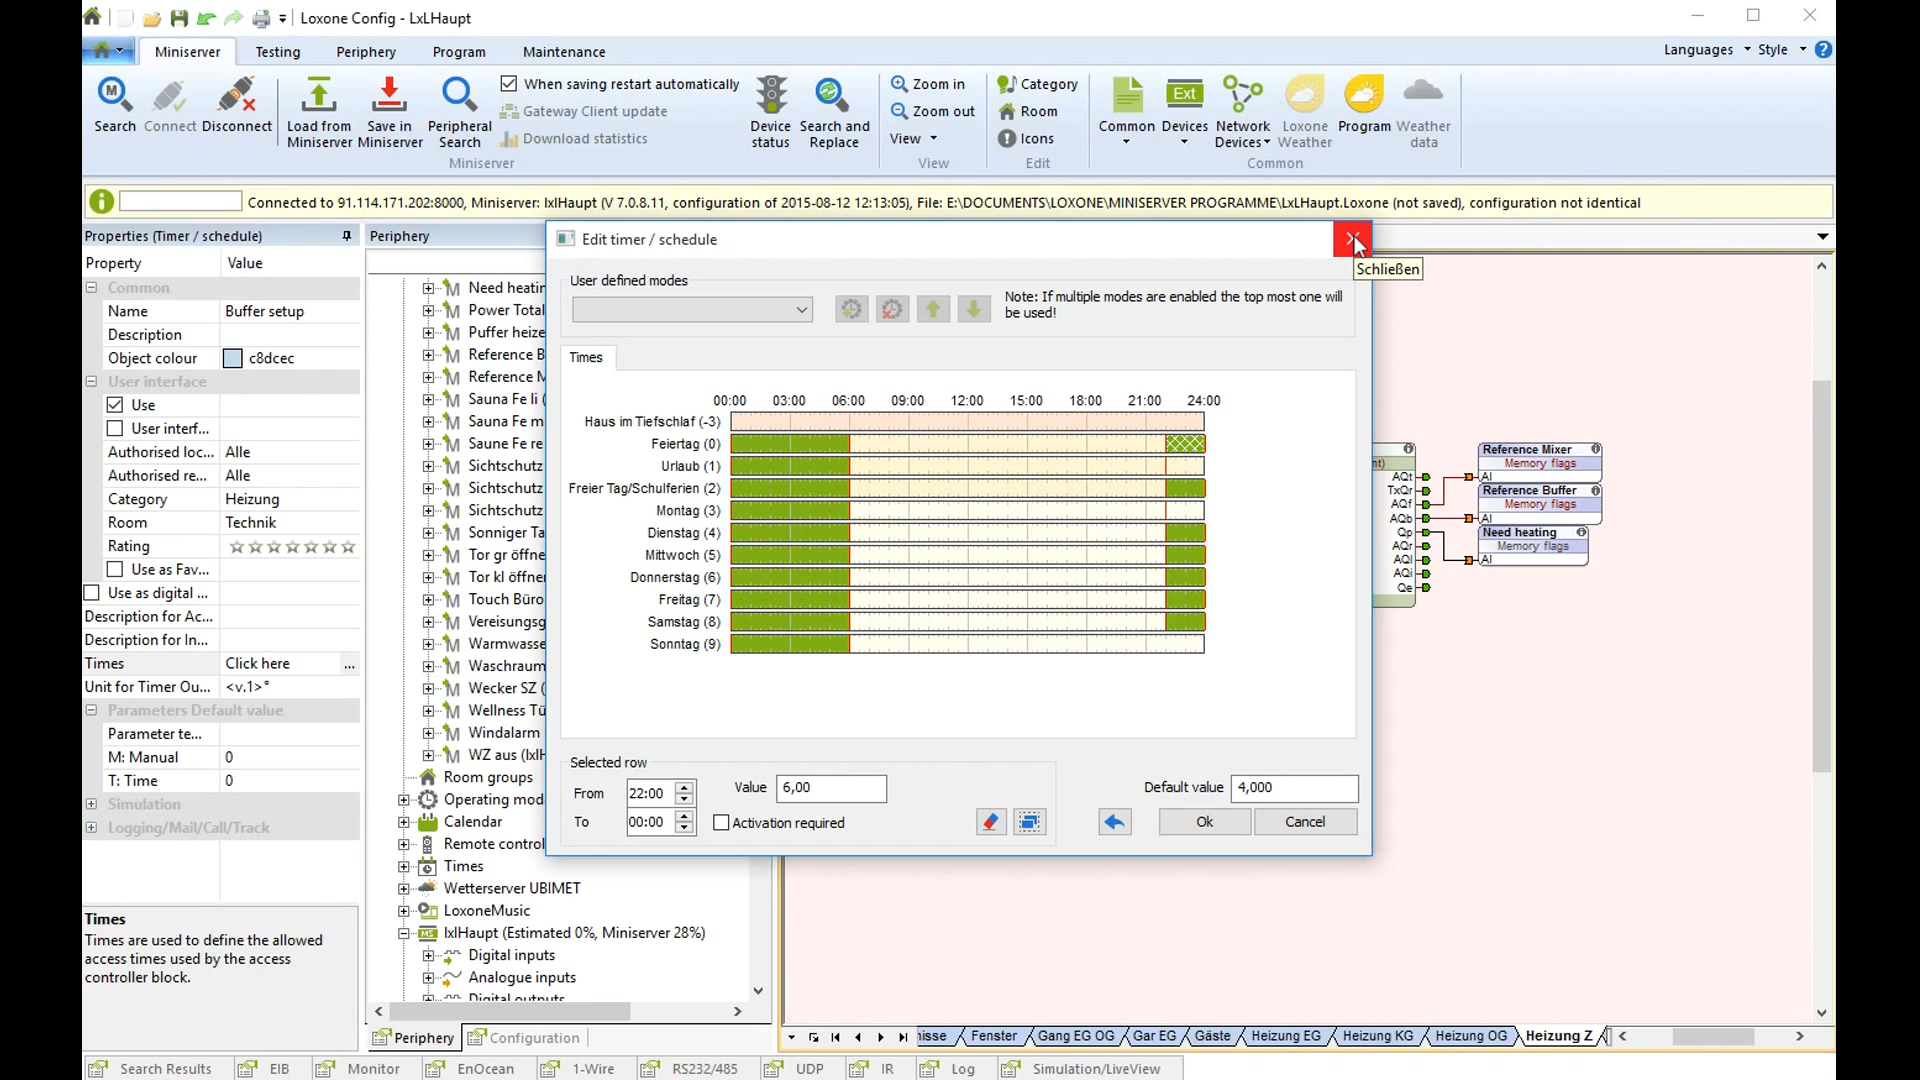 Loxone Config - LxLHaupt
Miniserver
Testing
Periphery
Program
Maintenance
Languages
Style
Search
Connect
Disconnect
Load from
Miniserver
Save in
Miniserver
Peripheral
Search
When saving restart automatically
Gateway Client update
Download statistics
Miniserver
Device
status
Search and
Replace
Zoom in
Zoom out
View
View
Category
Room
Icons
Edit
Common
Ext
Devices
Network
Devices
Loxone
Weather
Program
Weather
data
Common
Connected to 91.114.171.202:8000, Miniserver: lxlHaupt (V 7.0.8.11, configuration of 2015-08-12 12:13:05), File: E:\DOCUMENTS\LOXONE\MINISERVER PROGRAMME\LxLHaupt.Loxone (not saved), configuration not identical
Properties (Timer / schedule)
Property Value
Common
Name Buffer setup
Description
Object colour c8dcec
User interface
Use
User interf...
Authorised loc... Alle
Authorised re... Alle
Category Heizung
Room Technik
Rating
Use as Fav...
Use as digital ...
Description for Ac...
Description for In...
Times Click here ...
Unit for Timer Ou... <v.1>°
Parameters Default value
Parameter te...
M: Manual 0
T: Time 0
Simulation
Logging/Mail/Call/Track
Times
Times are used to define the allowed
access times used by the access
controller block.
Periphery
Need heatin
Power Total
Puffer heize
Reference B
Reference M
Sauna Fe li (
Sauna Fe m
Saune Fe re
Sichtschutz
Sichtschutz
Sichtschutz
Sonniger Ta
Tor gr öffne
Tor kl öffner
Touch Büro
Vereisungsg
Warmwasse
Waschraum
Wecker SZ (
Wellness Tü
Windalarm
WZ aus (lxlH
Room groups
Operating mod
Calendar
Remote control
Times
Wetterserver UBIMET
LoxoneMusic
lxlHaupt (Estimated 0%, Miniserver 28%)
Digital inputs
Analogue inputs
Digital outputs
Periphery
Configuration
Edit timer / schedule
Schließen
User defined modes
Note: If multiple modes are enabled the top most one will
be used!
Times
00:00 03:00 06:00 09:00 12:00 15:00 18:00 21:00 24:00
Haus im Tiefschlaf (-3)
Feiertag (0)
Urlaub (1)
Freier Tag/Schulferien (2)
Montag (3)
Dienstag (4)
Mittwoch (5)
Donnerstag (6)
Freitag (7)
Samstag (8)
Sonntag (9)
Selected row
From 22:00
To 00:00
Value 6,00
Activation required
Default value 4,000
Ok
Cancel
AQt
TxQr
AQf
AQb
Qp
AQr
AQl
AQi
Qe
Reference Mixer
Memory flags
AI
Reference Buffer
Memory flags
AI
Need heating
Memory flags
AI
nisse
Fenster
Gang EG OG
Gar EG
Gäste
Heizung EG
Heizung KG
Heizung OG
Heizung Z
Search Results
EIB
Monitor
EnOcean
1-Wire
RS232/485
UDP
IR
Log
Simulation/LiveView